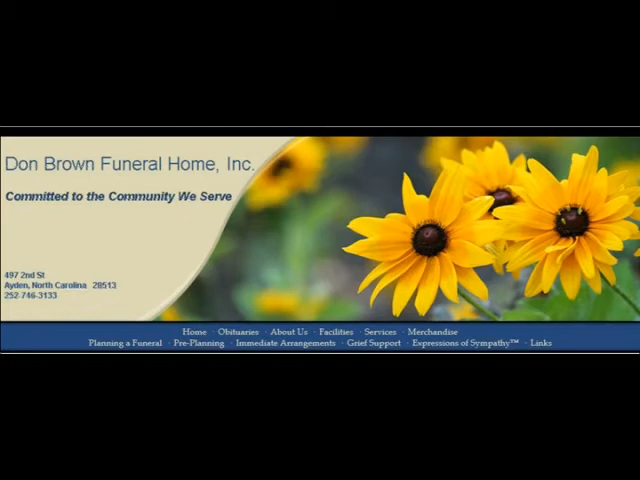 Don Brown Funeral Home, Inc.
Committed to the Community We Serve
497 2nd St
Ayden, North Carolina 28513
252-746-3133
Home · Obituaries · About Us · Facilities · Services · Merchandise
Planning a Funeral · Pre-Planning · Immediate Arrangements · Grief Support · Expressions of Sympathy™ · Links